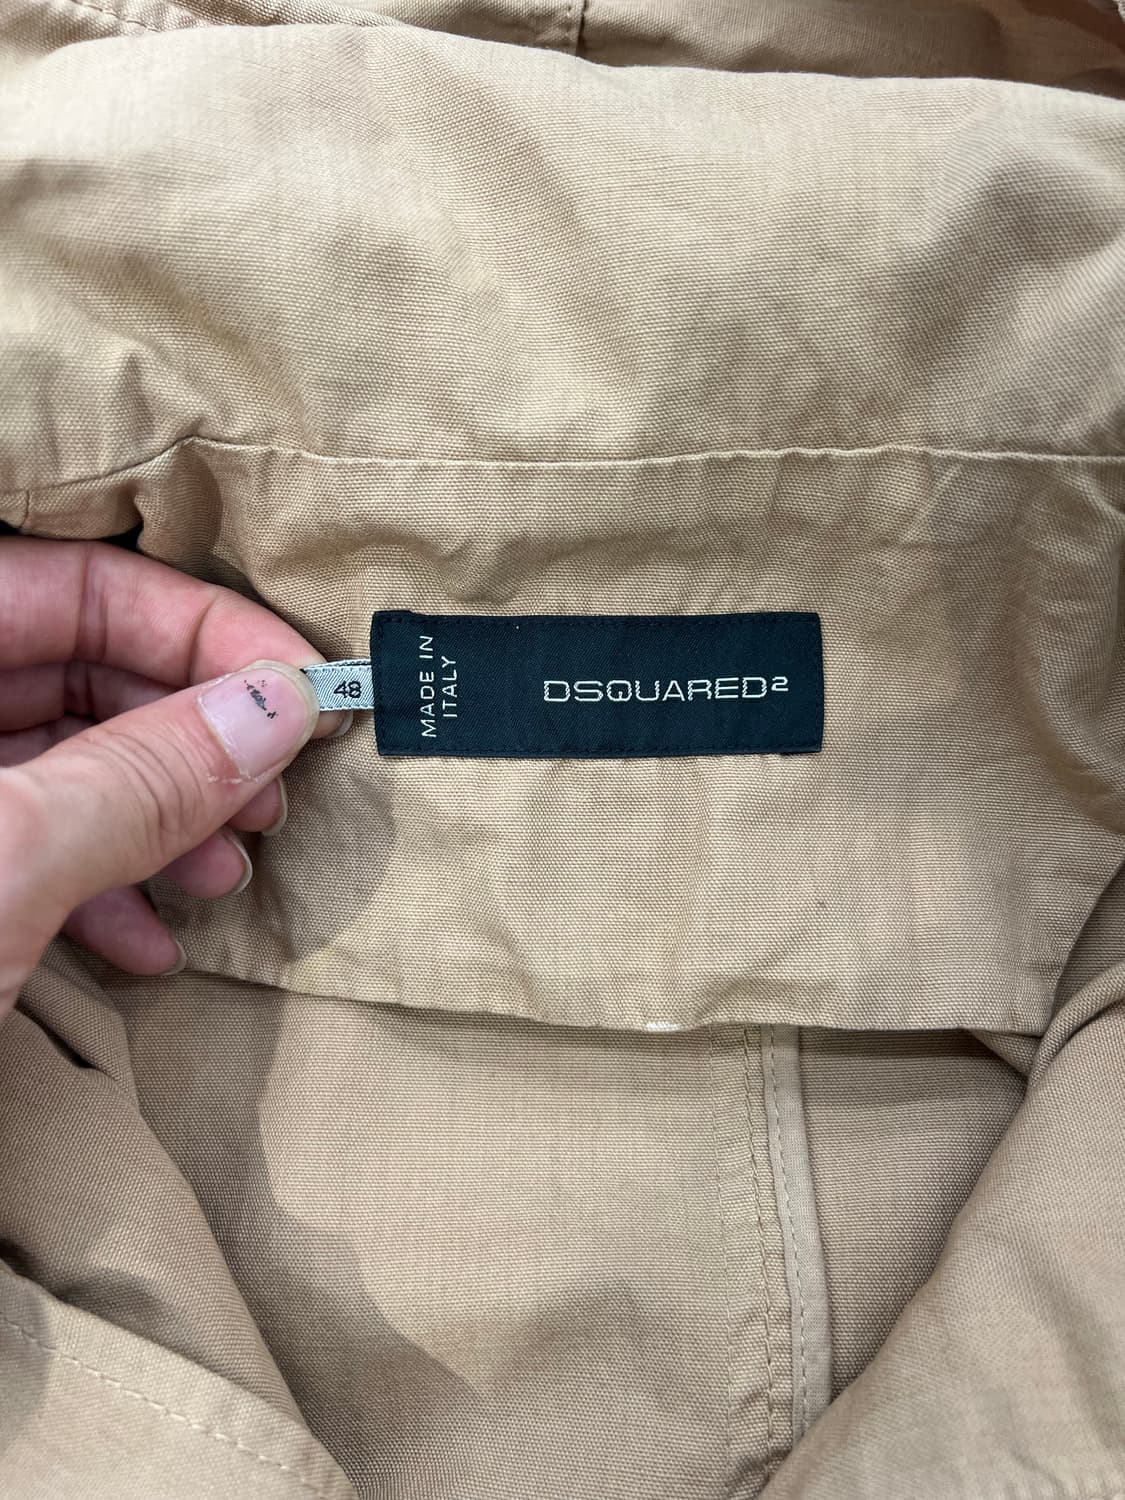 48
MADE IN
ITALY
DSQUARED2